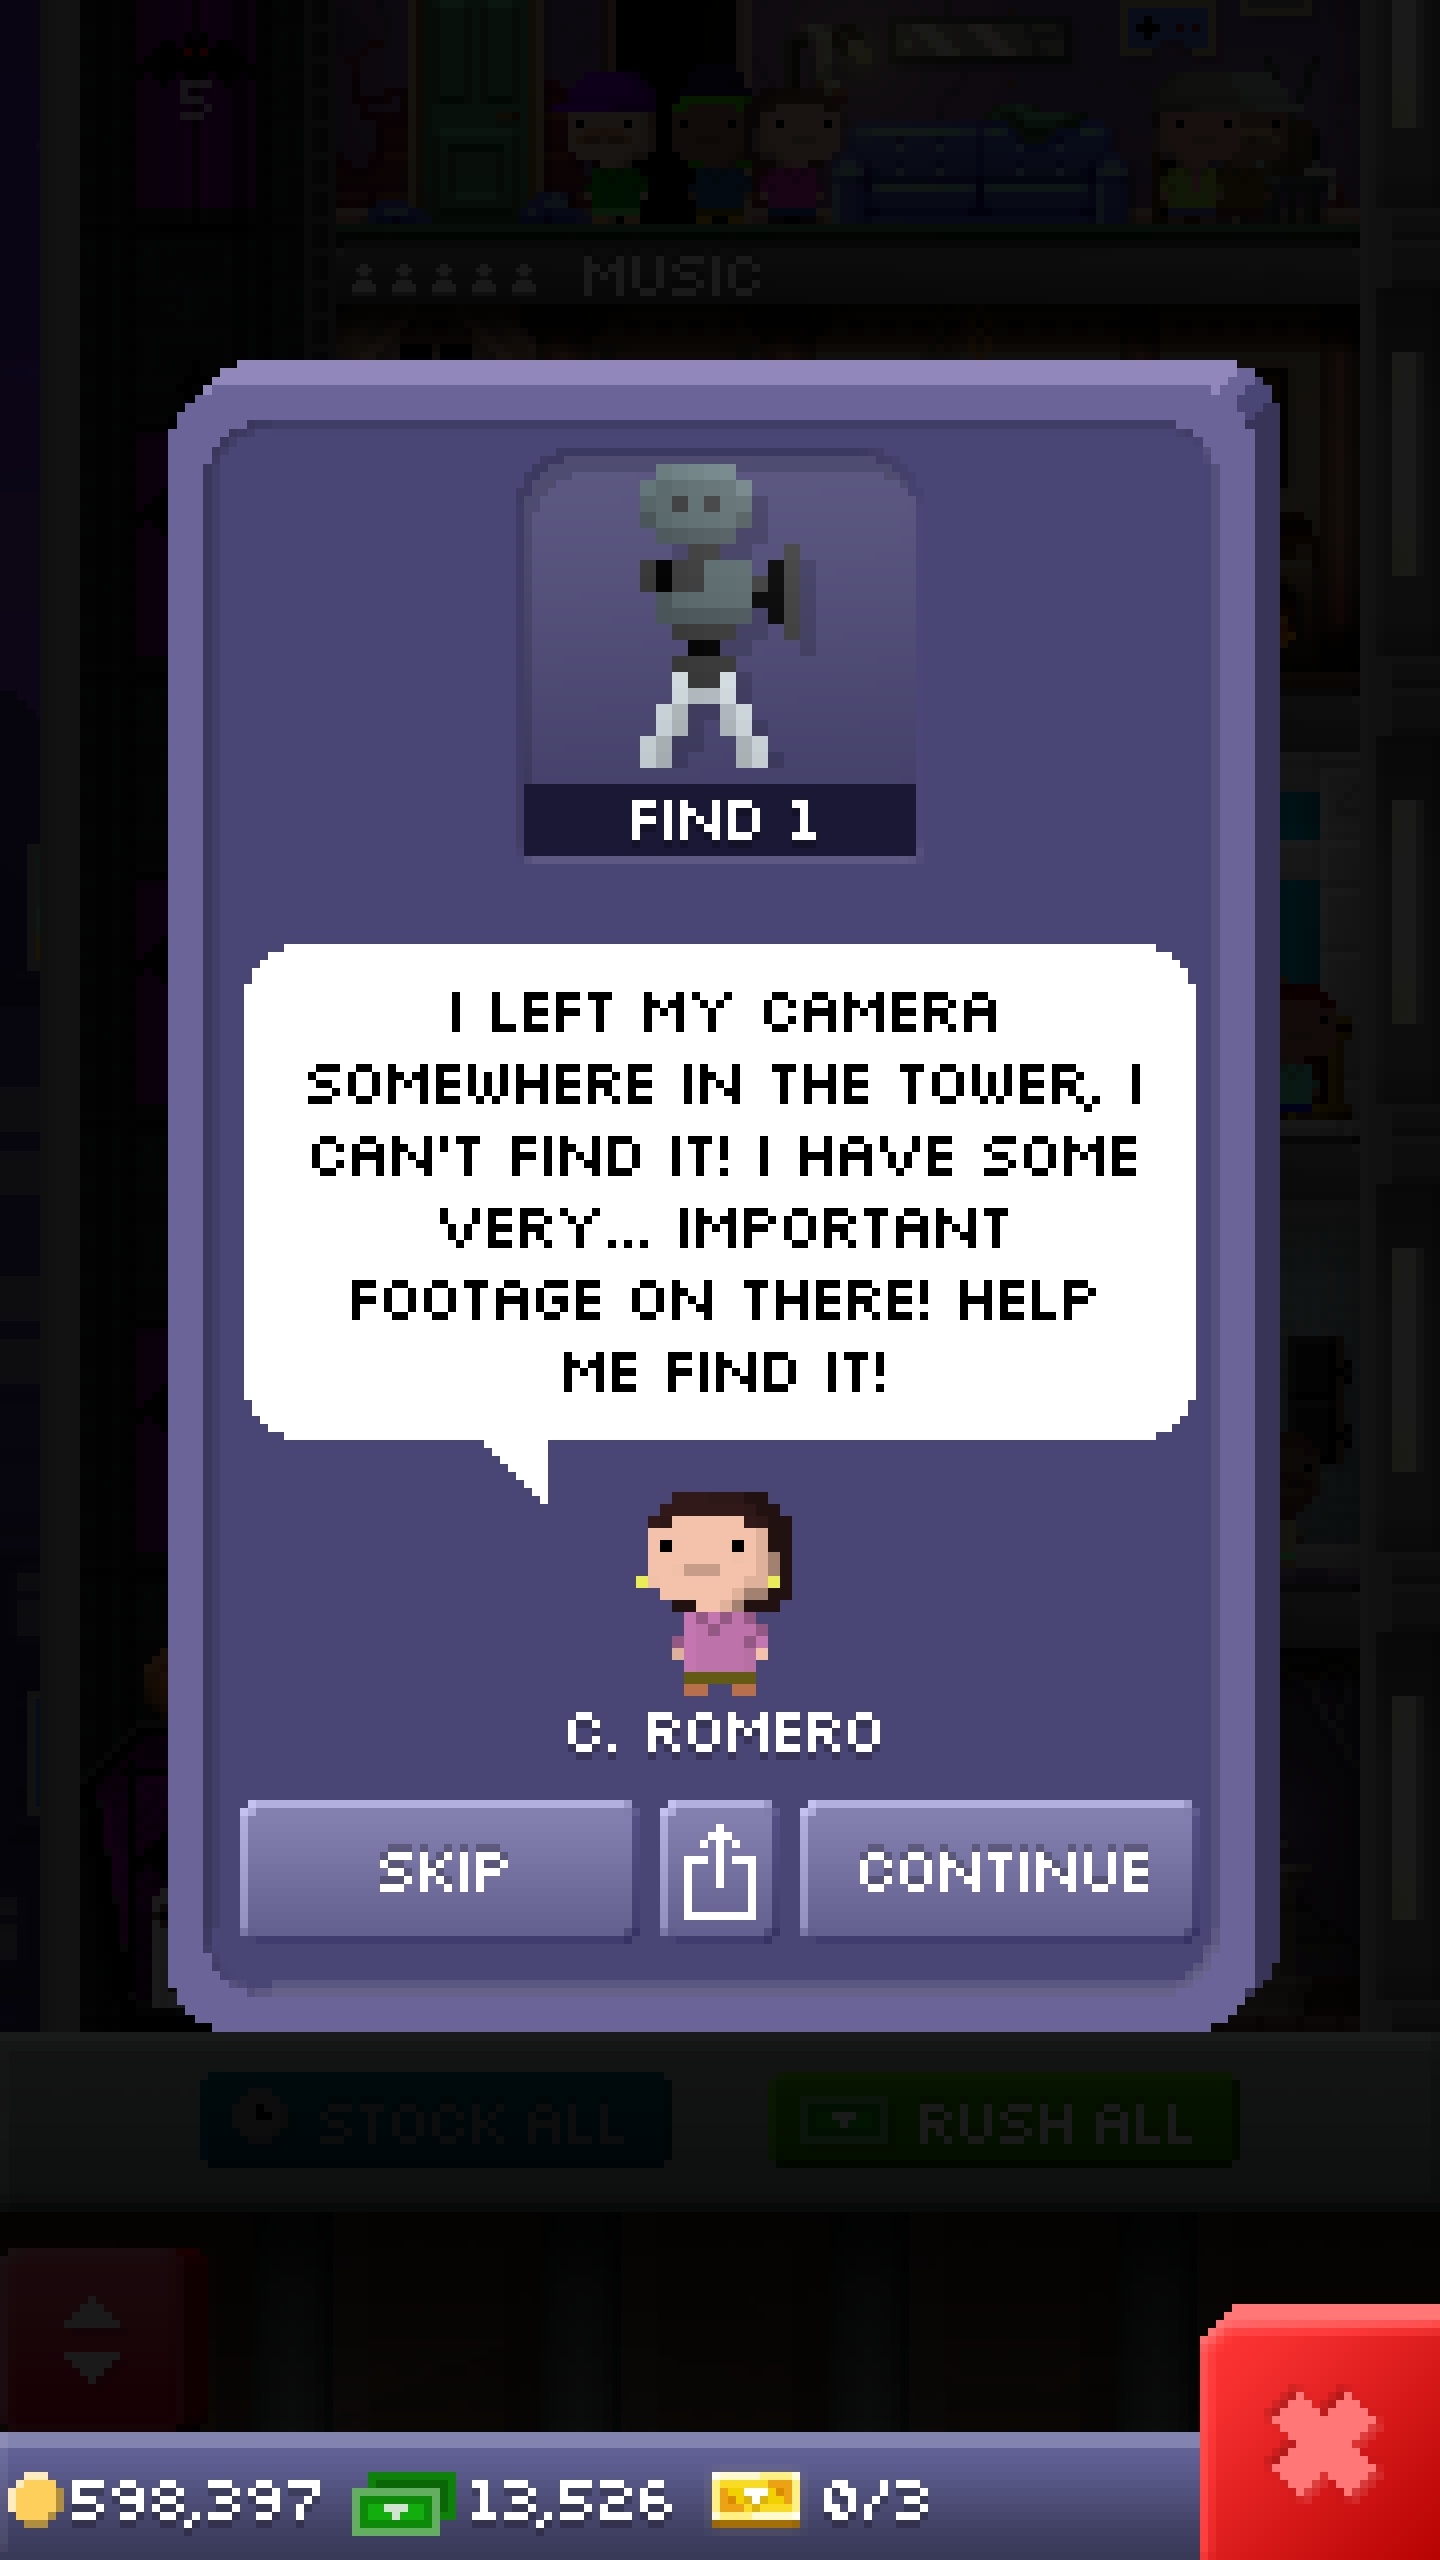 5
MUSIC
FIND 1
I LEFT MY CAMERA
SOMEWHERE IN THE TOWER, I
CAN'T FIND IT! I HAVE SOME
VERY... IMPORTANT
FOOTAGE ON THERE! HELP
ME FIND IT!
C. ROMERO
SKIP
CONTINUE
STOCK ALL
RUSH ALL
598,397
13,526
0/3